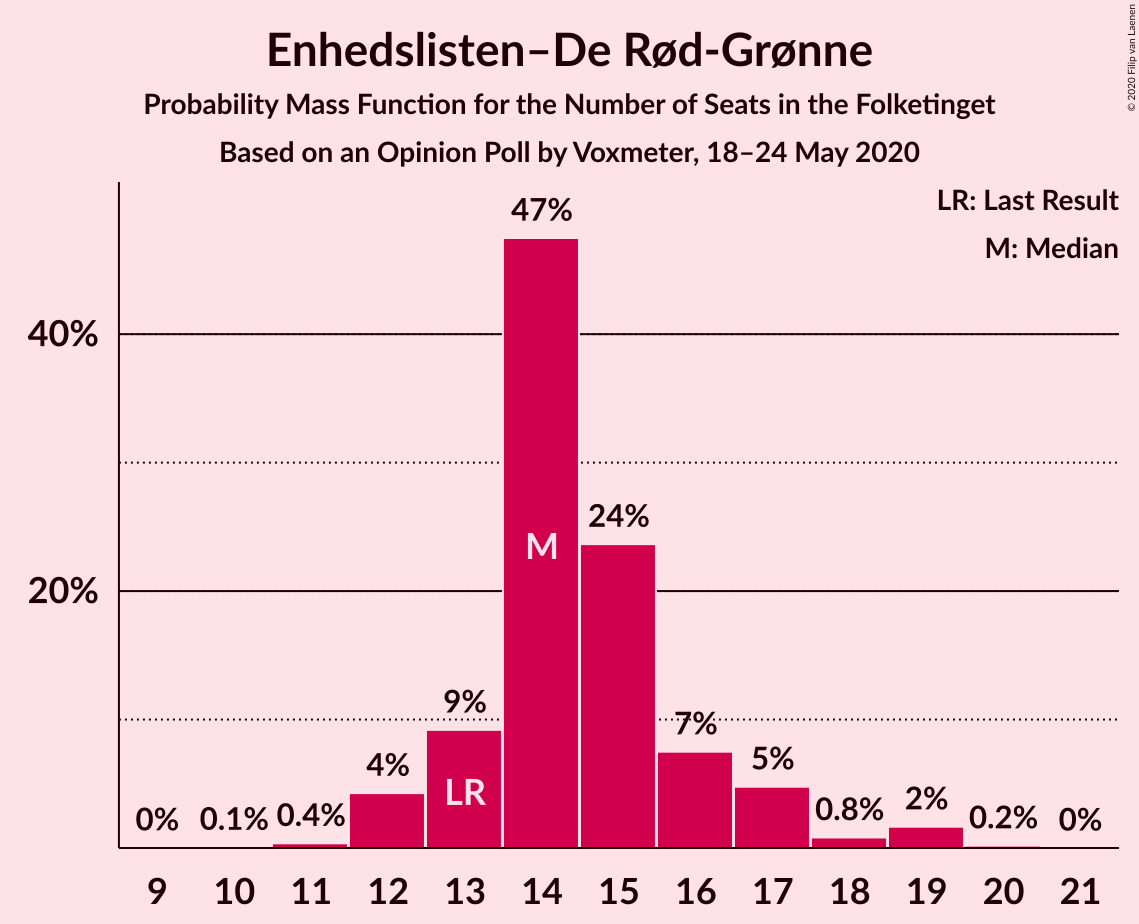 Enhedslisten–De Rød-Grønne
Probability Mass Function for the Number of Seats in the Folketinget
Based on an Opinion Poll by Voxmeter, 18–24 May 2020
© 2020 Filip van Laenen
LR: Last Result
M: Median
40%
20%
0% 0.1% 0.4% 4% 9% 47% 24% 7% 5% 0.8% 2% 0.2% 0%
LR M
9 10 11 12 13 14 15 16 17 18 19 20 21